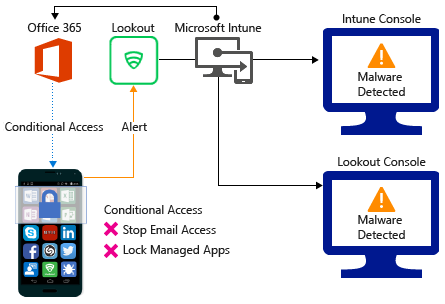 Office 365
Lookout
Microsoft Intune
Intune Console
Malware
Detected
Conditional Access
Alert
Lookout Console
Malware
Detected
Conditional Access
Stop Email Access
Lock Managed Apps